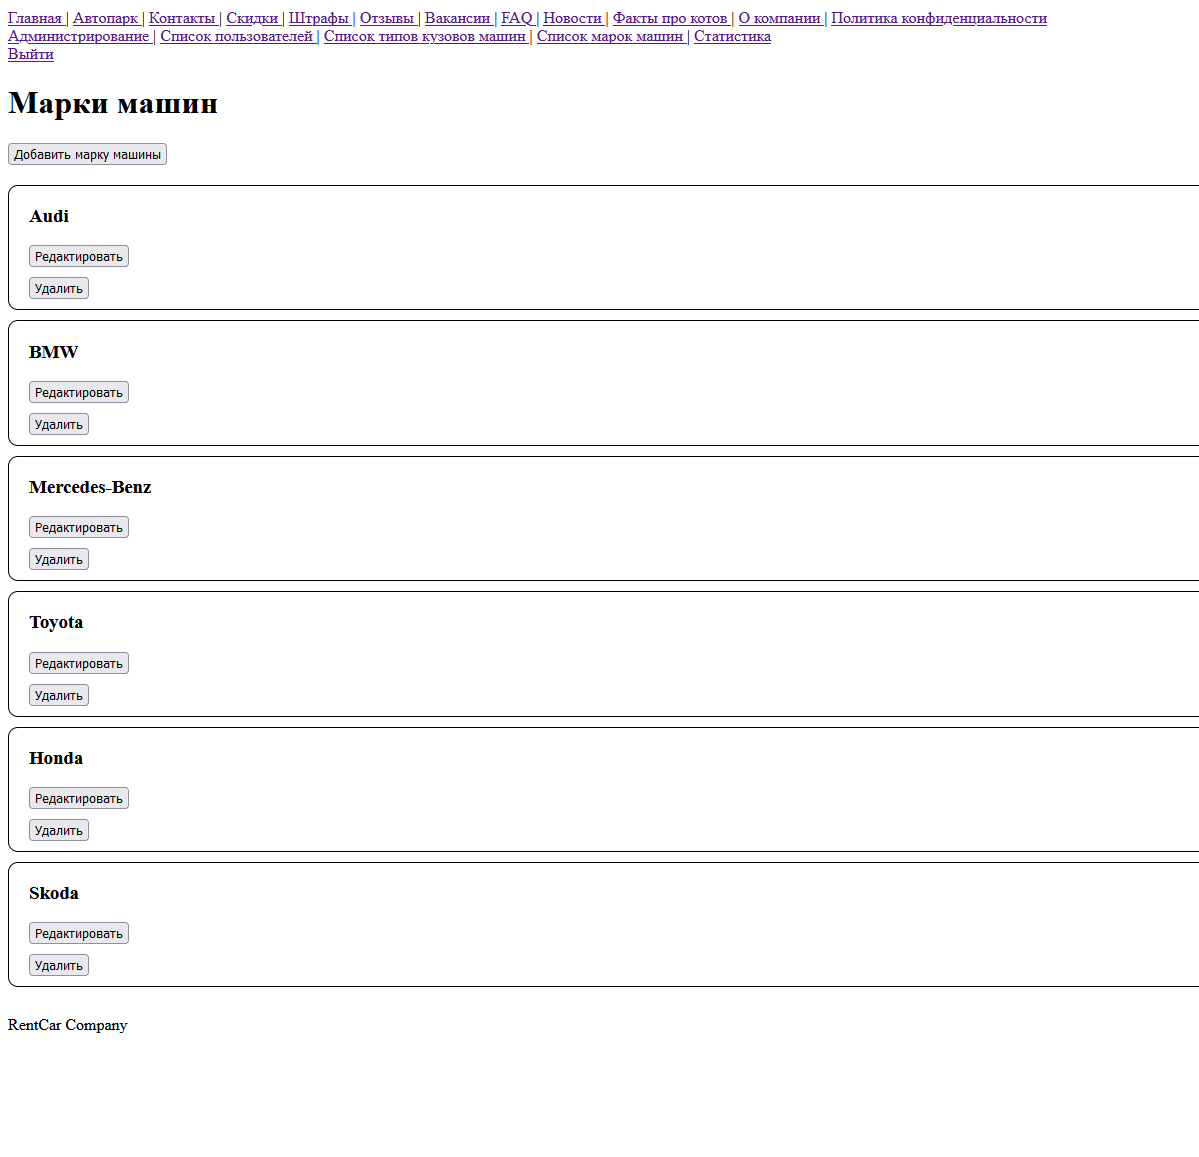 Главная | Автопарк | Контакты | Скидки | Штрафы | Отзывы | Вакансии | FAQ | Новости | Факты про котов | О компании | Политика конфиденциальности
Администрирование | Список пользователей | Список типов кузовов машин | Список марок машин | Статистика
Выйти
Марки машин
Добавить марку машины
Audi
Редактировать
Удалить
BMW
Редактировать
Удалить
Mercedes-Benz
Редактировать
Удалить
Toyota
Редактировать
Удалить
Honda
Редактировать
Удалить
Skoda
Редактировать
Удалить
RentCar Company